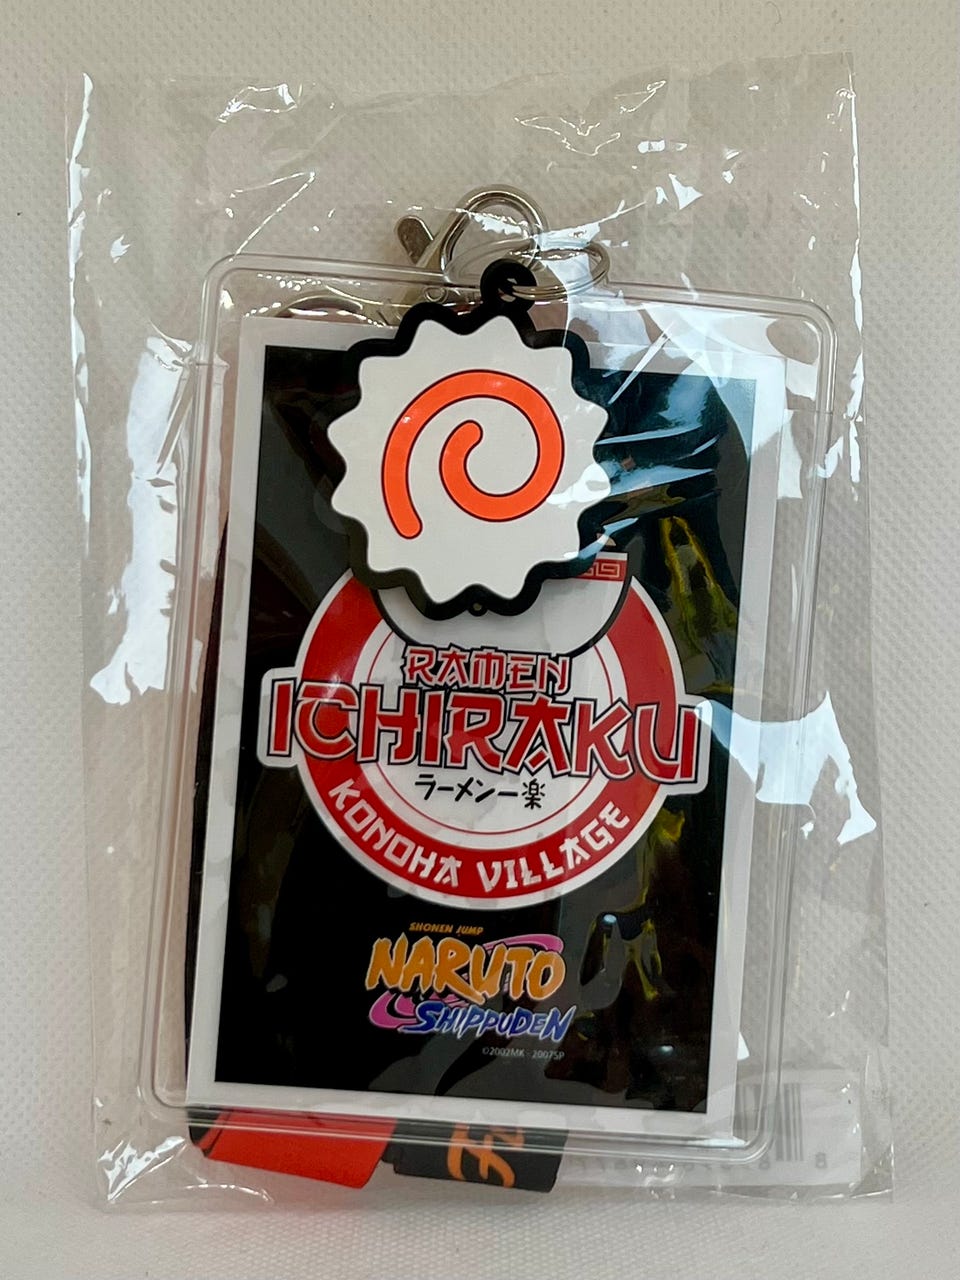 RAMEN
ICHIRAKU
ラーメン一楽
KONOHA VILLAGE
SHONEN JUMP
NARUTO
SHIPPUDEN
©2002MK · 2007SP